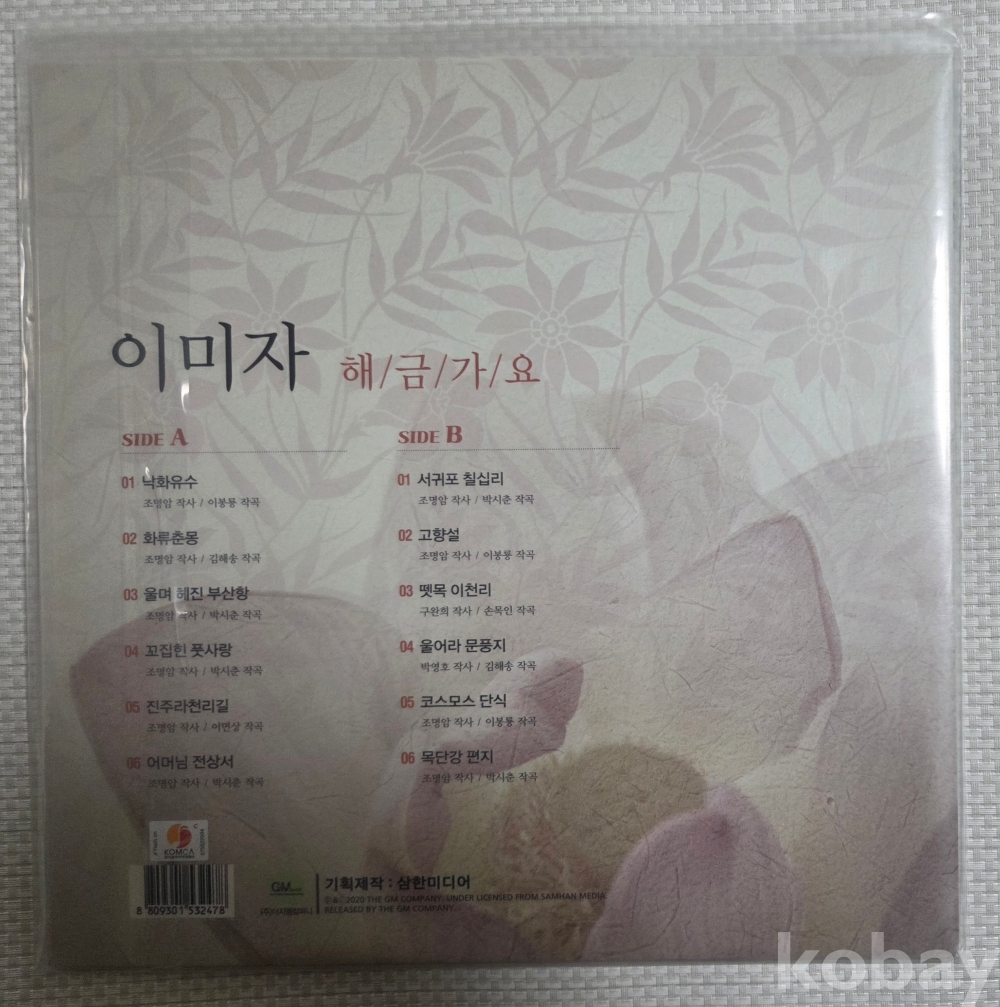 이미자 해/금/가/요
SIDE A
01 낙화유수
조명암 작사 / 이봉룡 작곡
02 화류춘몽
조명암 작사 / 김해송 작곡
03 울며 헤진 부산항
조명암 작사 / 박시춘 작곡
04 꼬집힌 풋사랑
조명암 작사 / 박시춘 작곡
05 진주라천리길
조명암 작사 / 이면상 작곡
06 어머님 전상서
조명암 작사 / 박시춘 작곡
SIDE B
01 서귀포 칠십리
조명암 작사 / 박시춘 작곡
02 고향설
조명암 작사 / 이봉룡 작곡
03 뗏목 이천리
구완희 작사 / 손목인 작곡
04 울어라 문풍지
박영호 작사 / 김해송 작곡
05 코스모스 단식
조명암 작사 / 이봉룡 작곡
06 목단강 편지
조명암 작사 / 박시춘 작곡
KOMCA
8 809301 532478
GM
기획제작 : 삼한미디어
2020 THE GM COMPANY. UNDER LICENSED FROM SAMHAN MEDIA
RELEASED BY THE GM COMPANY.
kobay